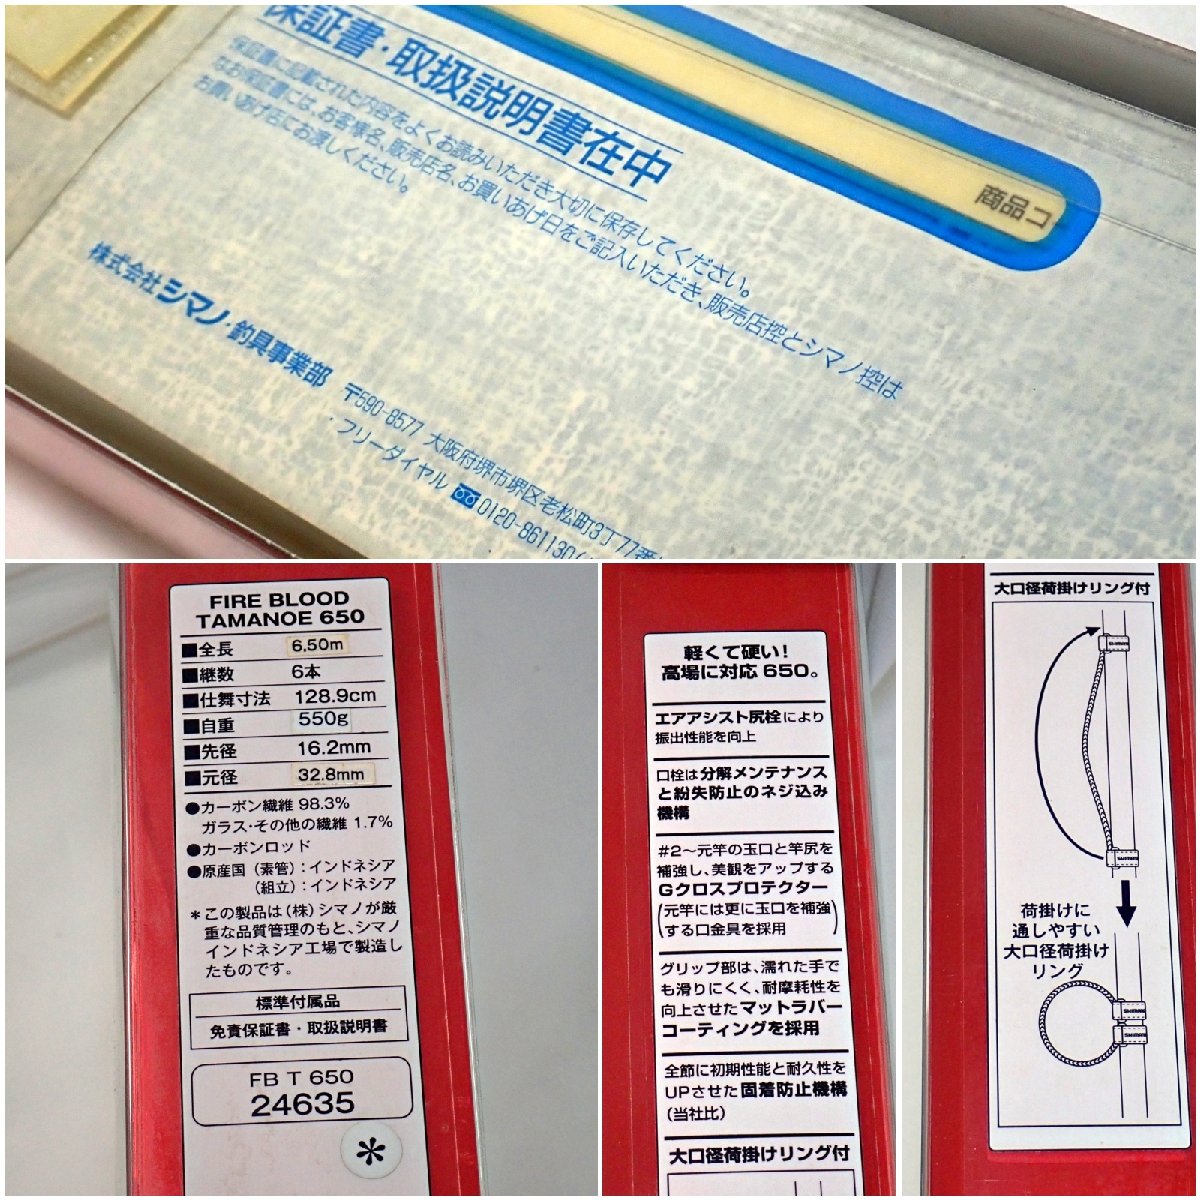 保証書・取扱説明書在中
保証書に記載された内容をよくお読みいただき大切に保存してください。
なお保証書には、お客様名、販売店名、お買いあげ日をご記入いただき、販売店控とシマノ控は
お買いあげ店にお渡しください。
商品コ
株式会社シマノ・釣具事業部
〒590-8577 大阪府堺市堺区老松町3丁77番
フリーダイヤル 0120-861130(
FIRE BLOOD
TAMANOE 650
■全長 6.50m
■継数 6本
■仕舞寸法 128.9cm
■自重 550g
■先径 16.2mm
■元径 32.8mm
●カーボン繊維 98.3%
ガラス・その他の繊維 1.7%
●カーボンロッド
●原産国(素管):インドネシア
(組立):インドネシア
*この製品は(株)シマノが厳
重な品質管理のもと、シマノ
インドネシア工場で製造し
たものです。
標準付属品
免責保証書・取扱説明書
FB T 650
24635
*
軽くて硬い!
高場に対応 650。
エアアシスト尻栓により
振出性能を向上
口栓は分解メンテナンス
と紛失防止のネジ込み
機構
#2〜元竿の玉口と竿尻を
補強し、美観をアップする
Gクロスプロテクター
(元竿には更に玉口を補強
する口金具を採用)
グリップ部は、濡れた手で
も滑りにくく、耐摩耗性を
向上させたマットラバー
コーティングを採用
全節に初期性能と耐久性を
UPさせた固着防止機構
(当社比)
大口径荷掛けリング付
大口径荷掛けリング付
SHIMANO
SHIMANO
荷掛けに
通しやすい
大口径荷掛け
リング
SHIMANO
SHIMANO